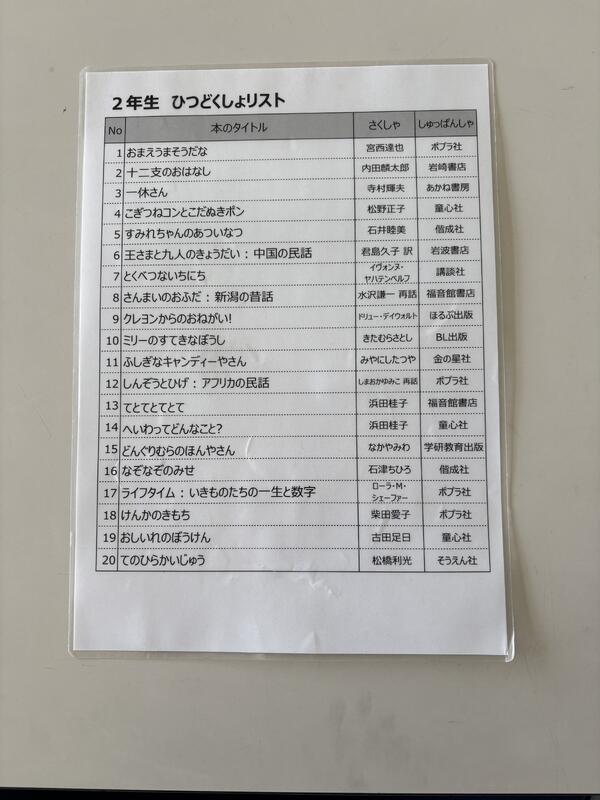 2年生 ひつどくしょリスト
No 本のタイトル さくしゃ しゅっぱんしゃ
1 おまえうまそうだな 宮西達也 ポプラ社
2 十二支のおはなし 内田麟太郎 岩崎書店
3 一休さん 寺村輝夫 あかね書房
4 こぎつねコンとこだぬきポン 松野正子 童心社
5 すみれちゃんのあついなつ 石井睦美 偕成社
6 王さまと九人のきょうだい：中国の民話 君島久子 訳 岩波書店
7 とくべつないちにち イヴォンヌ・ヤハテンベルフ 講談社
8 さんまいのおふだ：新潟の昔話 水沢謙一 再話 福音館書店
9 クレヨンからのおねがい! ドリュー・デイウォルト ほるぷ出版
10 ミリーのすてきなぼうし きたむらさとし BL出版
11 ふしぎなキャンディーやさん みやにしたつや 金の星社
12 しんぞうとひげ：アフリカの民話 しまおかゆみこ 再話 ポプラ社
13 てとてとてとて 浜田桂子 福音館書店
14 へいわってどんなこと? 浜田桂子 童心社
15 どんぐりむらのほんやさん なかやみわ 学研教育出版
16 なぞなぞのみせ 石津ちひろ 偕成社
17 ライフタイム：いきものたちの一生と数字 ローラ・M・シェーファー ポプラ社
18 けんかのきもち 柴田愛子 ポプラ社
19 おしいれのぼうけん 古田足日 童心社
20 てのひらかいじゅう 松橋利光 そうえん社